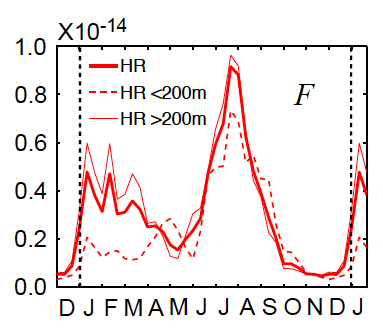 X10-14
1.0
0.8
0.6
0.4
0.2
0.0
HR
HR <200m
HR >200m
F
D J F M A M J J A S O N D J